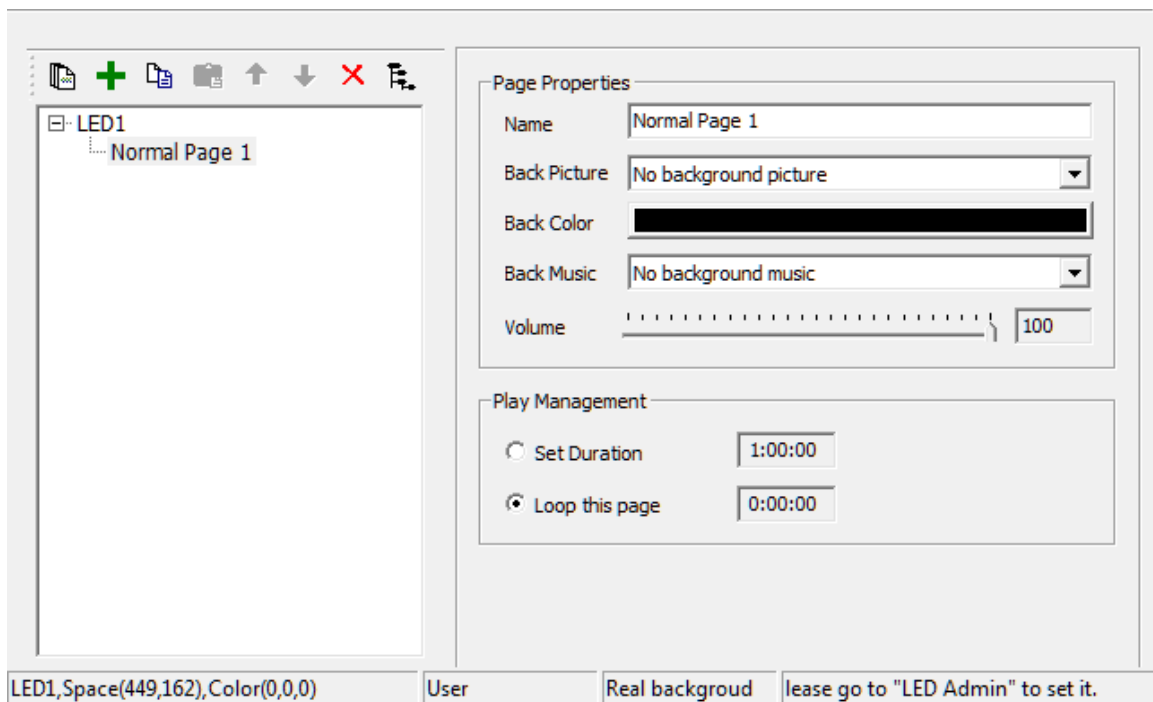 LED1
Normal Page 1
Page Properties
Name Normal Page 1
Back Picture No background picture
Back Color
Back Music No background music
Volume 100
Play Management
Set Duration 1:00:00
Loop this page 0:00:00
LED1,Space(449,162),Color(0,0,0) User Real backgroud lease go to "LED Admin" to set it.